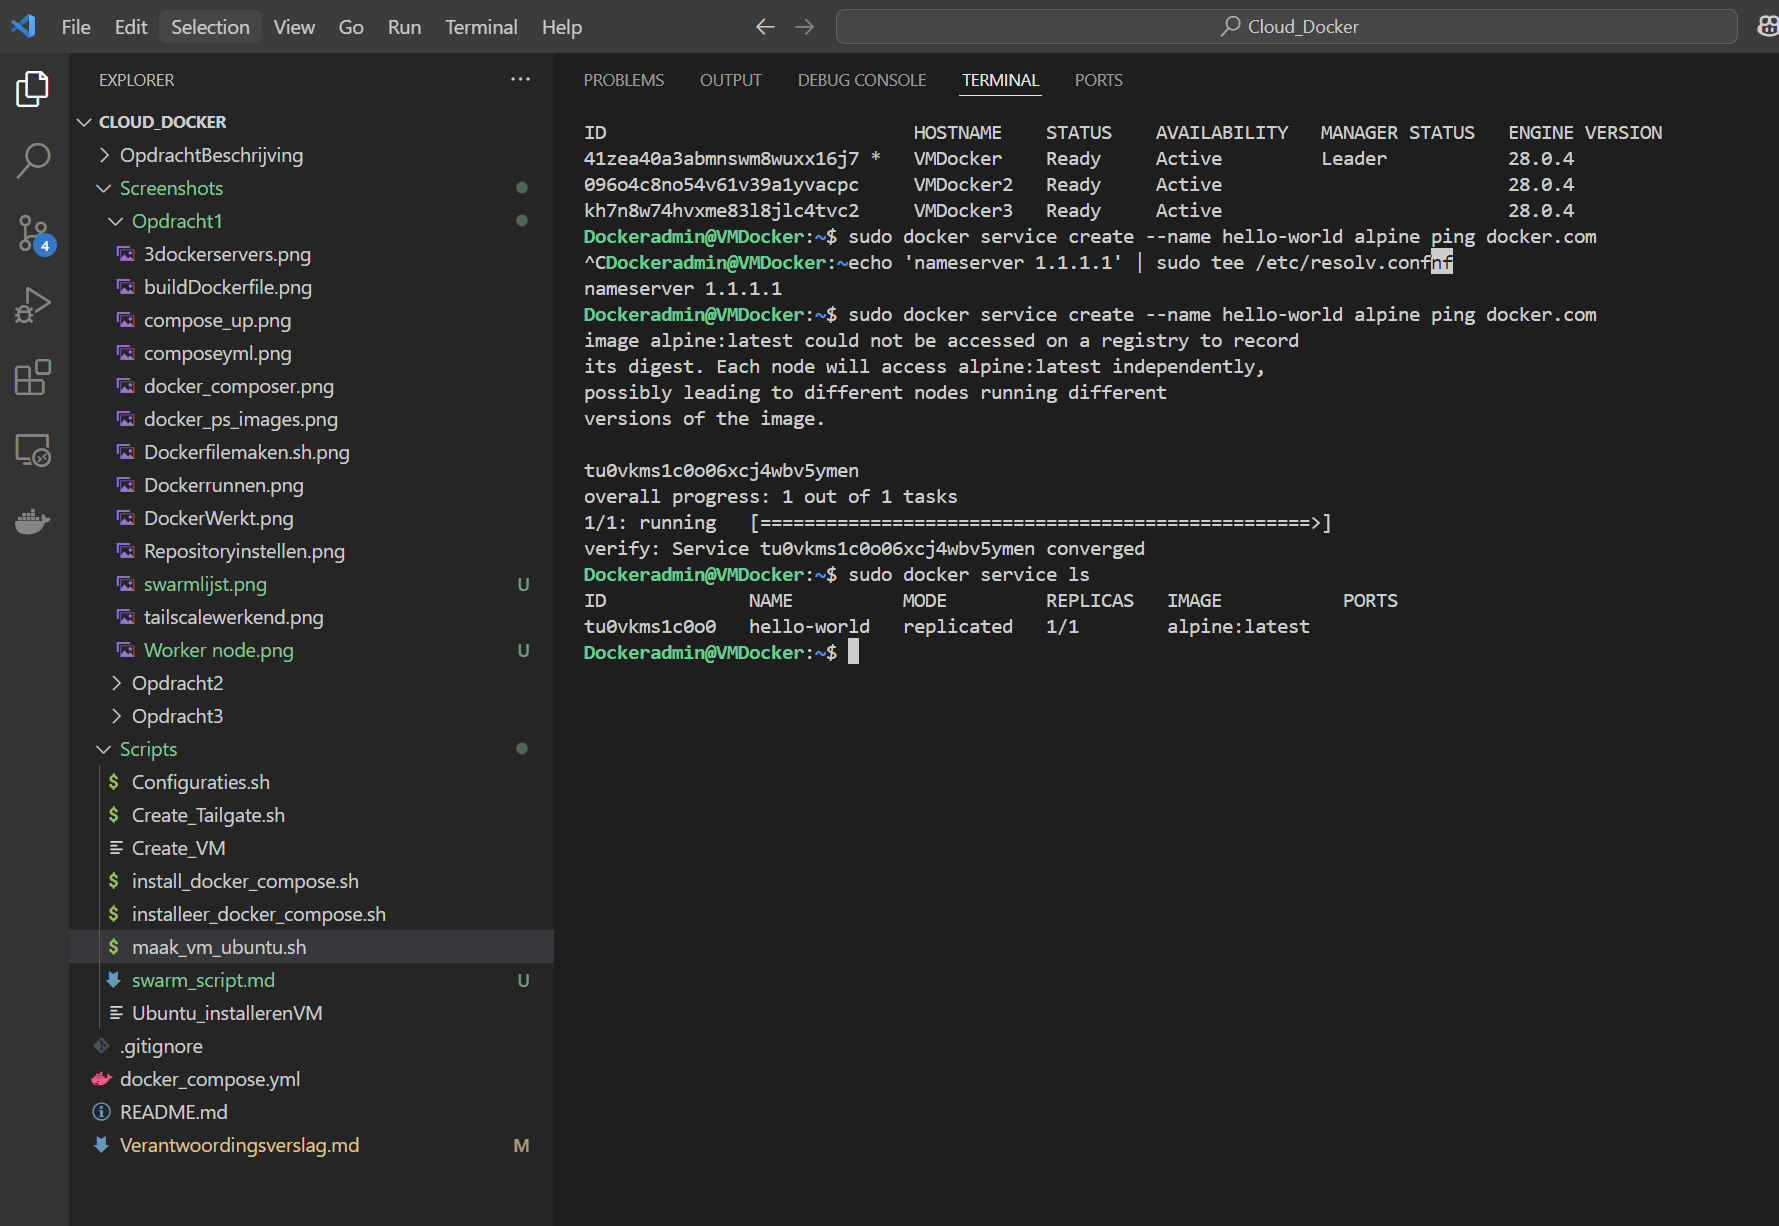 File Edit Selection View Go Run Terminal Help
Cloud_Docker
EXPLORER
CLOUD_DOCKER
OpdrachtBeschrijving
Screenshots
Opdracht1
3dockerservers.png
buildDockerfile.png
compose_up.png
composeyml.png
docker_composer.png
docker_ps_images.png
Dockerfilemaken.sh.png
Dockerrunnen.png
DockerWerkt.png
Repositoryinstellen.png
swarmlijst.png U
tailscalewerkend.png
Worker node.png U
Opdracht2
Opdracht3
Scripts
$ Configuraties.sh
$ Create_Tailgate.sh
Create_VM
$ install_docker_compose.sh
$ installeer_docker_compose.sh
$ maak_vm_ubuntu.sh
swarm_script.md U
Ubuntu_installerenVM
.gitignore
docker_compose.yml
README.md
Verantwoordingsverslag.md M
4
PROBLEMS OUTPUT DEBUG CONSOLE TERMINAL PORTS
ID HOSTNAME STATUS AVAILABILITY MANAGER STATUS ENGINE VERSION
41zea40a3abmnswm8wuxx16j7 * VMDocker Ready Active Leader 28.0.4
096o4c8no54v61v39a1yvacpc VMDocker2 Ready Active 28.0.4
kh7n8w74hvxme83l8jlc4tvc2 VMDocker3 Ready Active 28.0.4
Dockeradmin@VMDocker:~$ sudo docker service create --name hello-world alpine ping docker.com
^CDockeradmin@VMDocker:~echo 'nameserver 1.1.1.1' | sudo tee /etc/resolv.confnf
nameserver 1.1.1.1
Dockeradmin@VMDocker:~$ sudo docker service create --name hello-world alpine ping docker.com
image alpine:latest could not be accessed on a registry to record
its digest. Each node will access alpine:latest independently,
possibly leading to different nodes running different
versions of the image.
tu0vkms1c0o06xcj4wbv5ymen
overall progress: 1 out of 1 tasks
1/1: running [==================================================>]
verify: Service tu0vkms1c0o06xcj4wbv5ymen converged
Dockeradmin@VMDocker:~$ sudo docker service ls
ID NAME MODE REPLICAS IMAGE PORTS
tu0vkms1c0o0 hello-world replicated 1/1 alpine:latest
Dockeradmin@VMDocker:~$